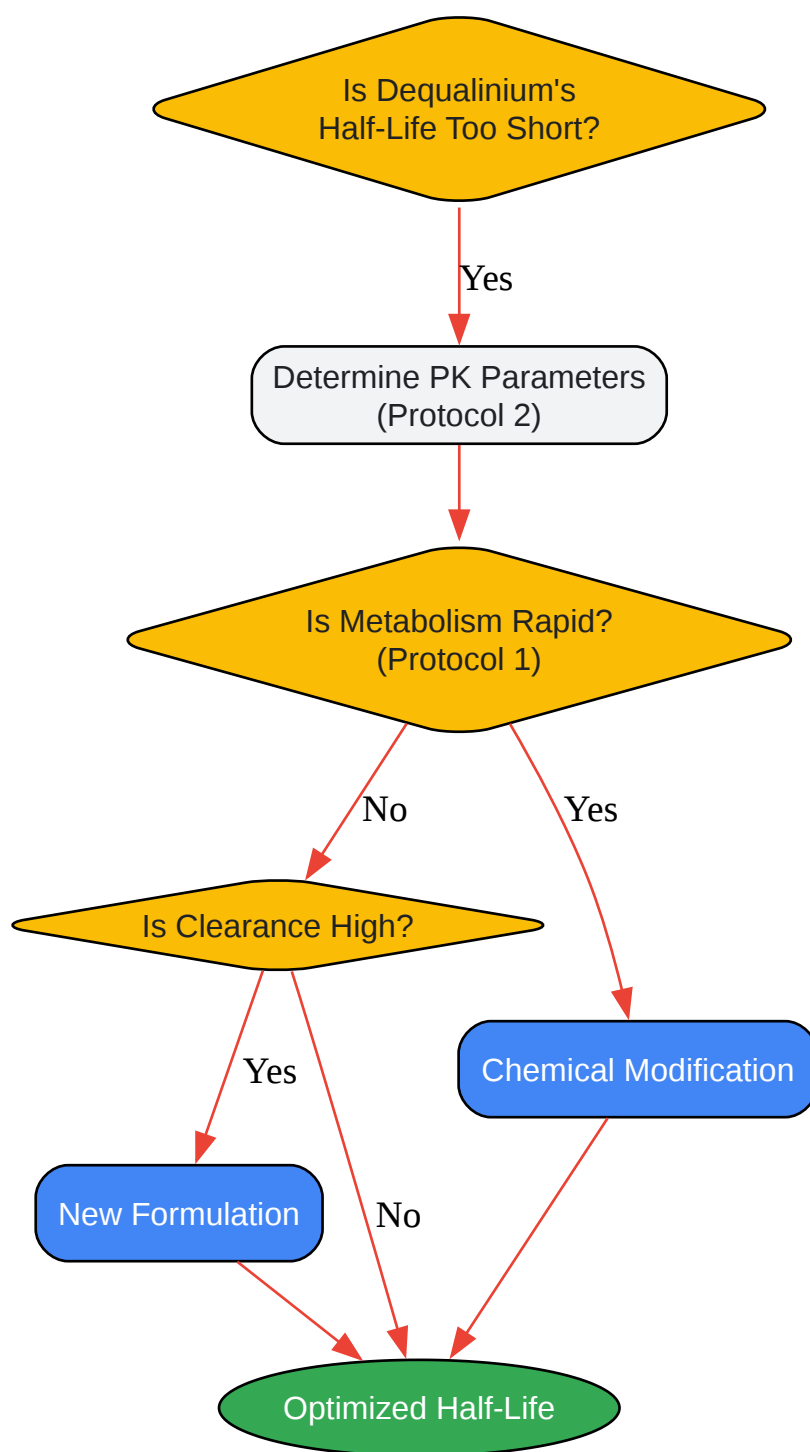 Is Dequalinium's
Half-Life Too Short?
Yes
Determine PK Parameters
(Protocol 2)
Is Metabolism Rapid?
(Protocol 1)
No
Yes
Is Clearance High?
Yes
Chemical Modification
New Formulation
No
Optimized Half-Life